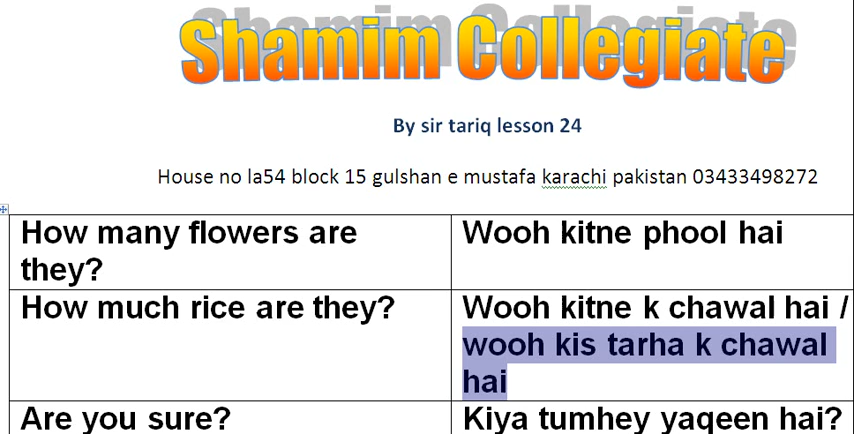 Shamim Collegiate
By sir tariq lesson 24
House no la54 block 15 gulshan e mustafa karachi pakistan 03433498272
How many flowers are
they?
Wooh kitne phool hai
How much rice are they?
Wooh kitne k chawal hai /
wooh kis tarha k chawal
hai
Are you sure?
Kiya tumhey yaqeen hai?